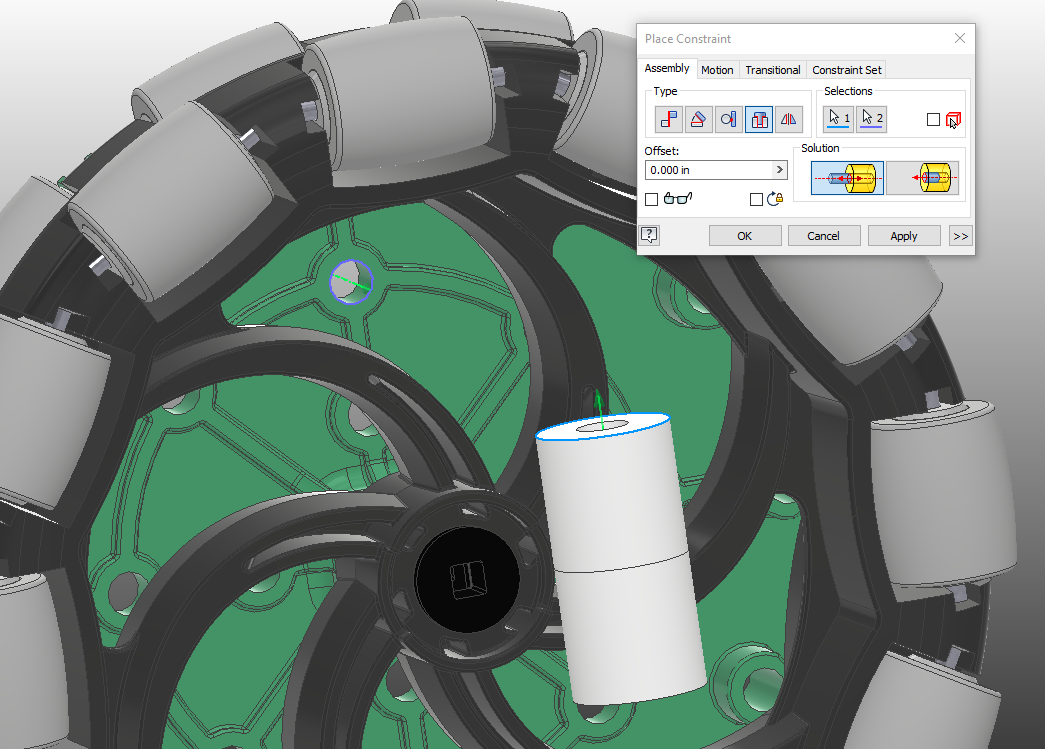 Place Constraint
Assembly Motion Transitional Constraint Set
Type
Selections
1 2
Offset:
0.000 in >
Solution
? OK Cancel Apply >>